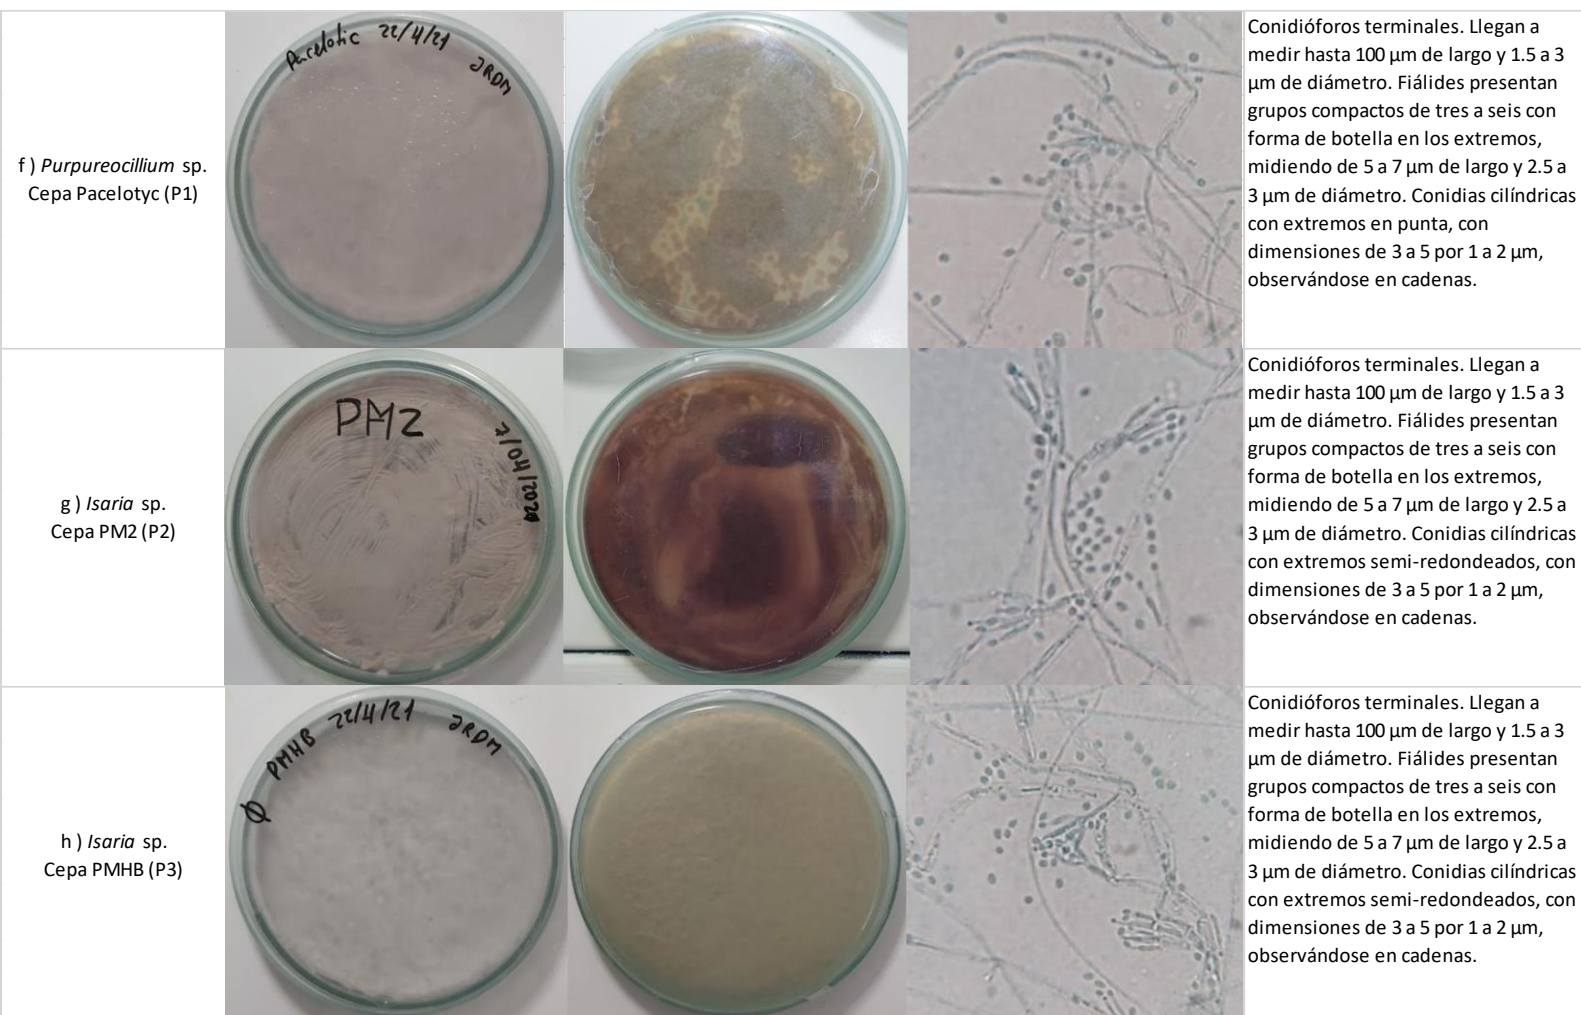 f ) Purpureocillium sp.
Cepa Pacelotyc (P1)
Pacelotic 22/4/21 JRDM
Conidióforos terminales. Llegan a
medir hasta 100 µm de largo y 1.5 a 3
µm de diámetro. Fiálides presentan
grupos compactos de tres a seis con
forma de botella en los extremos,
midiendo de 5 a 7 µm de largo y 2.5 a
3 µm de diámetro. Conidias cilíndricas
con extremos en punta, con
dimensiones de 3 a 5 por 1 a 2 µm,
observándose en cadenas.
g ) Isaria sp.
Cepa PM2 (P2)
PM2
Conidióforos terminales. Llegan a
medir hasta 100 µm de largo y 1.5 a 3
µm de diámetro. Fiálides presentan
grupos compactos de tres a seis con
forma de botella en los extremos,
midiendo de 5 a 7 µm de largo y 2.5 a
3 µm de diámetro. Conidias cilíndricas
con extremos semi-redondeados, con
dimensiones de 3 a 5 por 1 a 2 µm,
observándose en cadenas.
h ) Isaria sp.
Cepa PMHB (P3)
PMHB 22/4/21 JRDM
Conidióforos terminales. Llegan a
medir hasta 100 µm de largo y 1.5 a 3
µm de diámetro. Fiálides presentan
grupos compactos de tres a seis con
forma de botella en los extremos,
midiendo de 5 a 7 µm de largo y 2.5 a
3 µm de diámetro. Conidias cilíndricas
con extremos semi-redondeados, con
dimensiones de 3 a 5 por 1 a 2 µm,
observándose en cadenas.